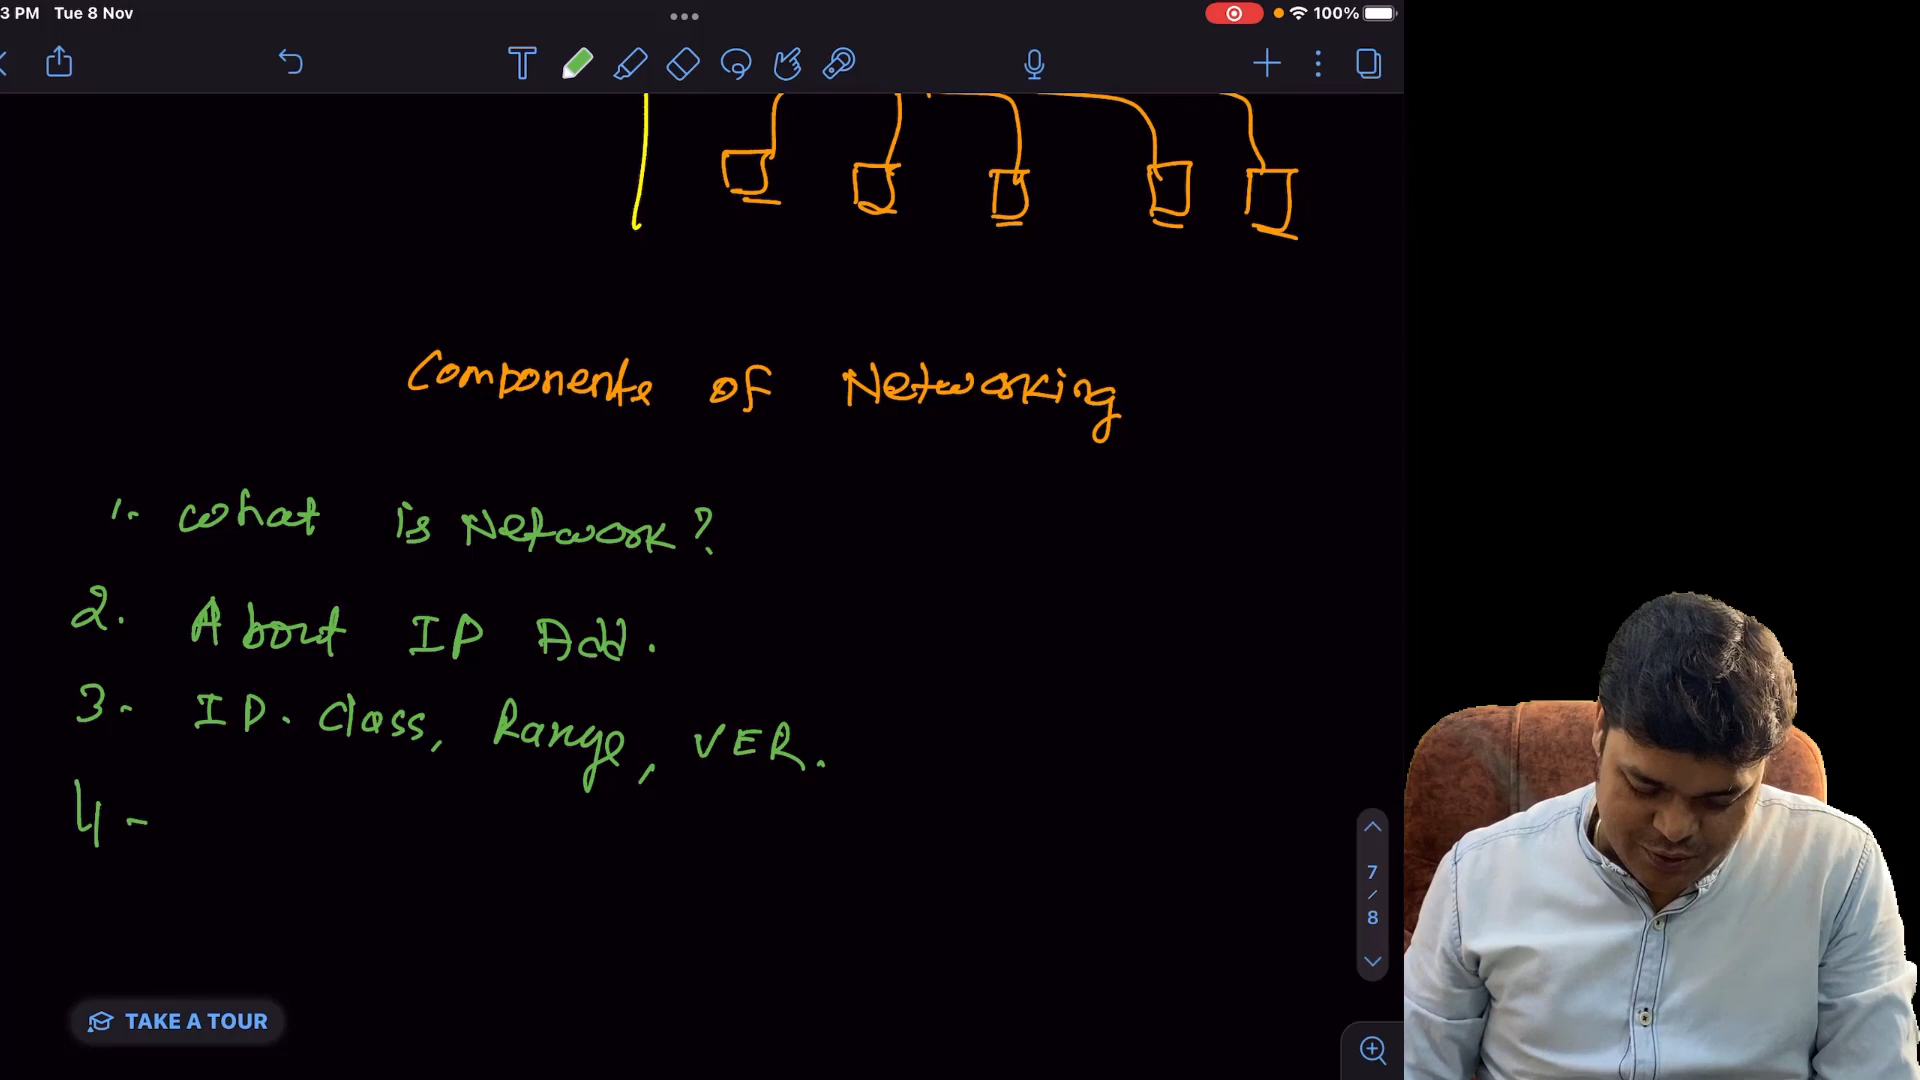 3 PM Tue 8 Nov
100%
T
Components of Networking
1. What is Network?
2. About IP Add.
3- IP. Class, Range, VER.
4-
7
/
8
TAKE A TOUR